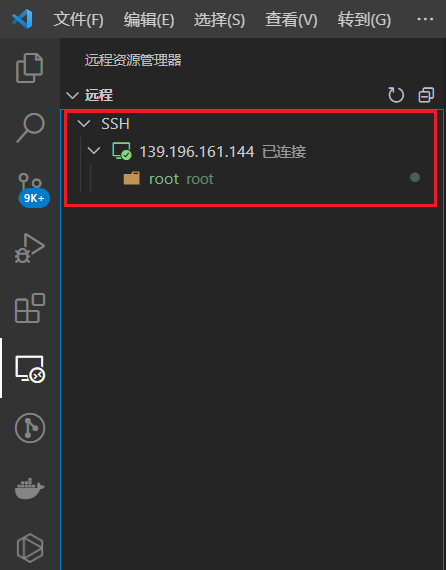 文件(F) 编辑(E) 选择(S) 查看(V) 转到(G) ···
远程资源管理器
远程
SSH
139.196.161.144 已连接
root root
9K+